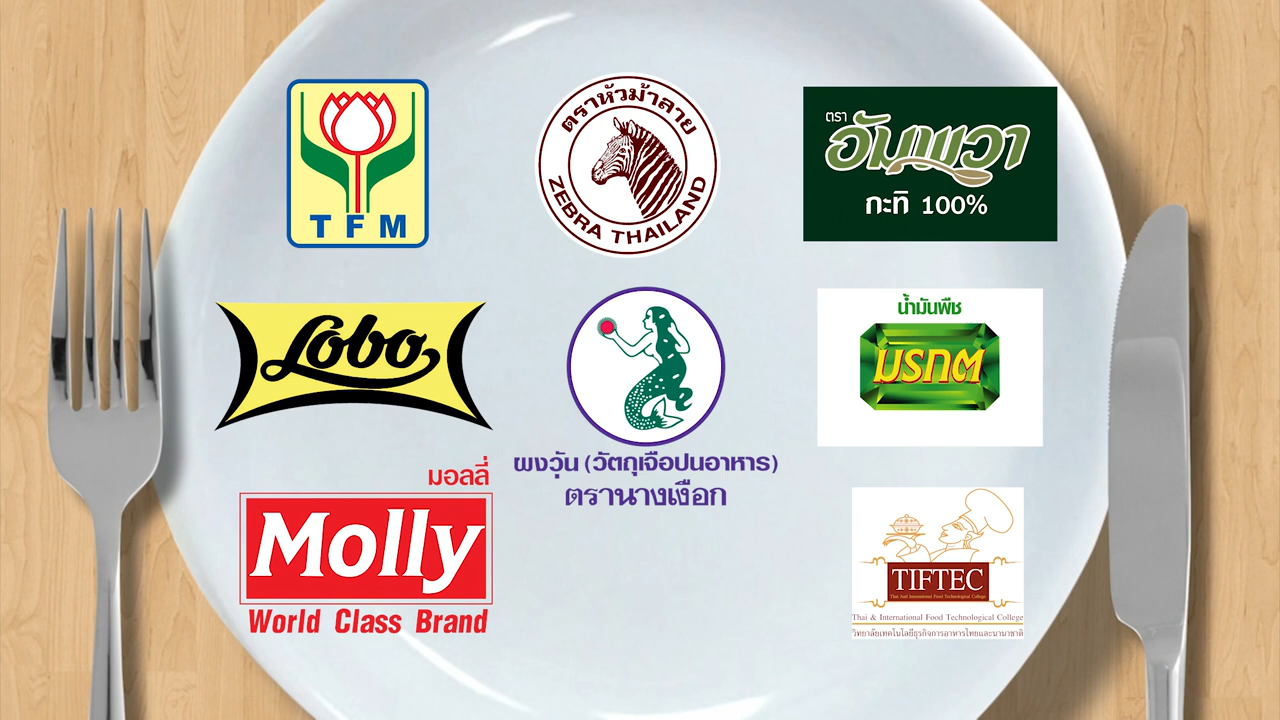 TFM
ตราหัวม้าลาย
ZEBRA THAILAND
ตรา
อัมพวา
กะทิ 100%
Lobo
ผงวุ้น (วัตถุเจือปนอาหาร)
ตรานางเงือก
น้ำมันพืช
มรกต
มอลลี่
Molly
World Class Brand
TIFTEC
Thai And International Food Technological College
Thai & International Food Technological College
วิทยาลัยเทคโนโลยีธุรกิจการอาหารไทยและนานาชาติ